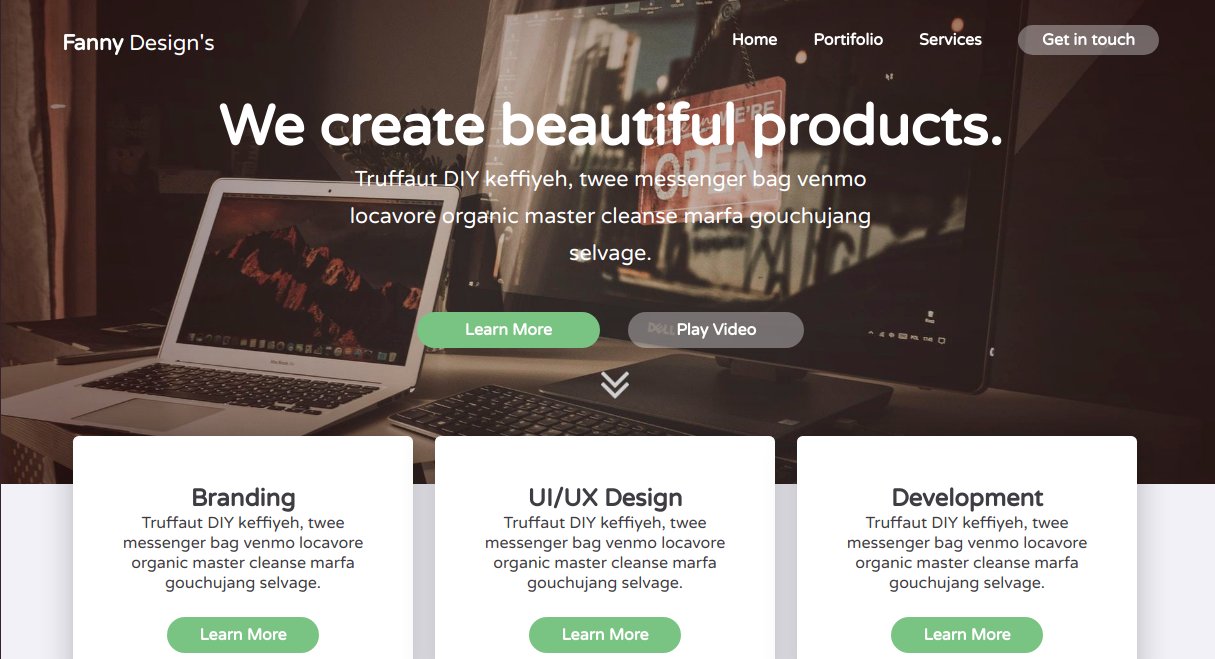 Fanny Design's
Home
Portifolio
Services
Get in touch
We create beautiful products.
Truffaut DIY keffiyeh, twee messenger bag venmo
locavore organic master cleanse marfa gouchujang
selvage.
Learn More
Play Video
WE'RE
OPEN
DELL
Branding
Truffaut DIY keffiyeh, twee
messenger bag venmo locavore
organic master cleanse marfa
gouchujang selvage.
Learn More
UI/UX Design
Truffaut DIY keffiyeh, twee
messenger bag venmo locavore
organic master cleanse marfa
gouchujang selvage.
Learn More
Development
Truffaut DIY keffiyeh, twee
messenger bag venmo locavore
organic master cleanse marfa
gouchujang selvage.
Learn More